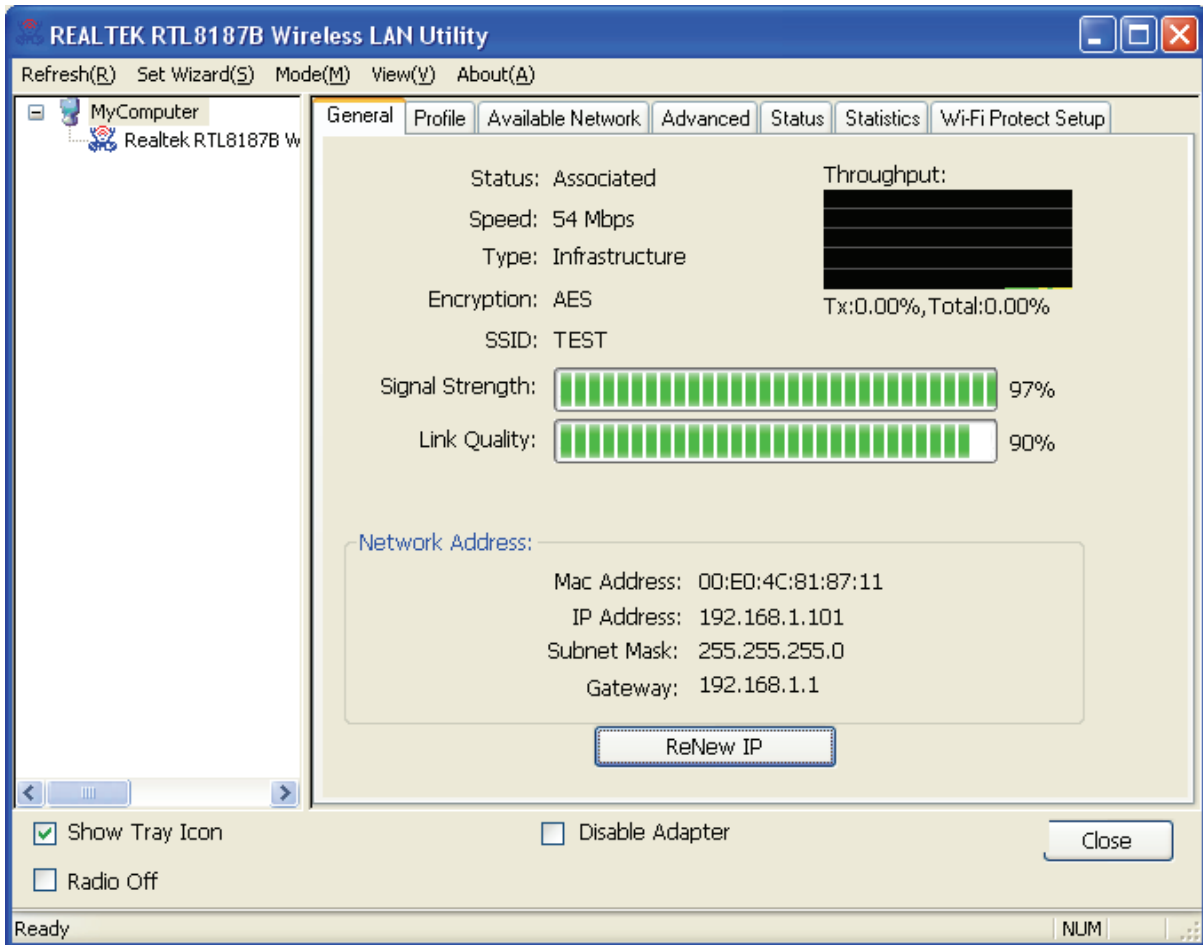 REALTEK RTL8187B Wireless LAN Utility
Refresh(R) Set Wizard(S) Mode(M) View(V) About(A)
MyComputer
Realtek RTL8187B W
General Profile Available Network Advanced Status Statistics Wi-Fi Protect Setup
Status: Associated
Speed: 54 Mbps
Type: Infrastructure
Encryption: AES
SSID: TEST
Throughput:
Tx:0.00%,Total:0.00%
Signal Strength: 97%
Link Quality: 90%
Network Address:
Mac Address: 00:E0:4C:81:87:11
IP Address: 192.168.1.101
Subnet Mask: 255.255.255.0
Gateway: 192.168.1.1
ReNew IP
Show Tray Icon
Disable Adapter
Radio Off
Close
Ready
NUM